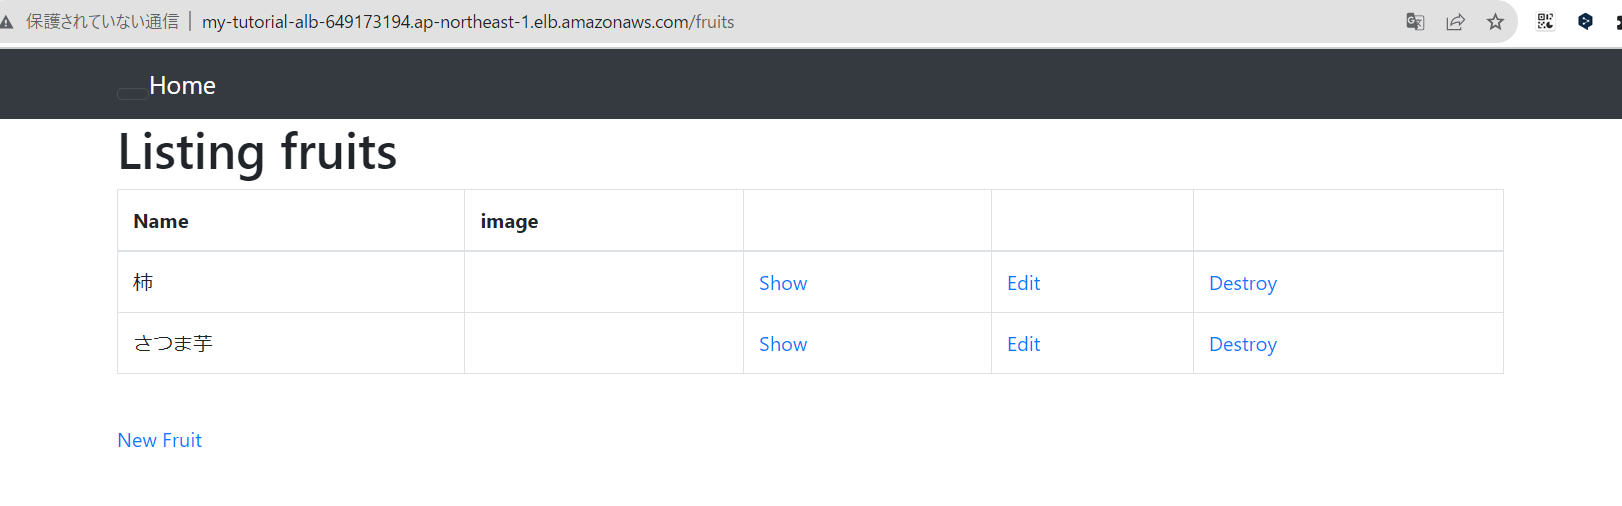 保護されていない通信 my-tutorial-alb-649173194.ap-northeast-1.elb.amazonaws.com/fruits
Home
Listing fruits
Name image
柿 Show Edit Destroy
さつま芋 Show Edit Destroy
New Fruit